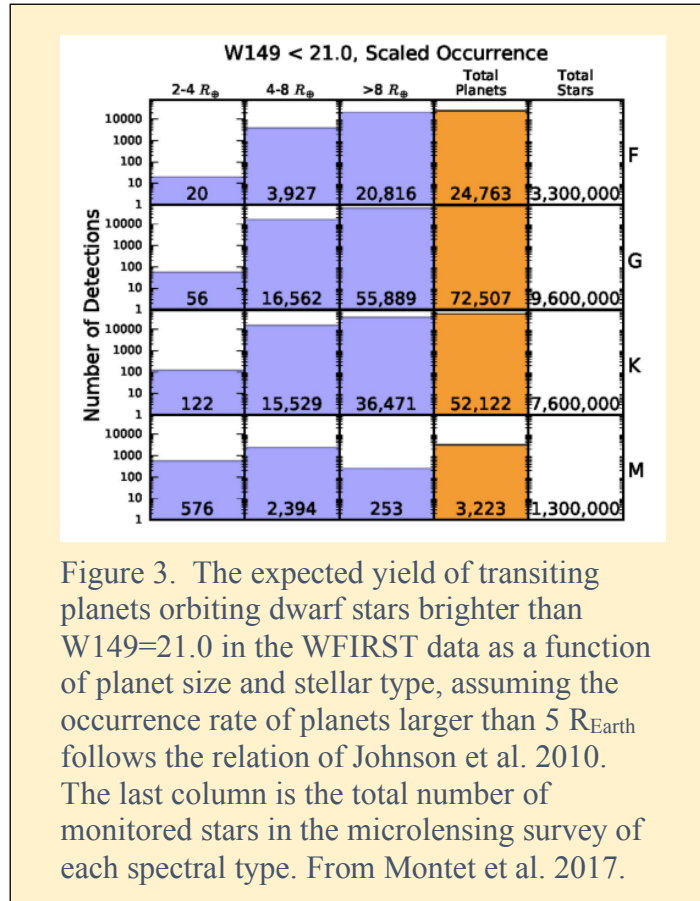 W149 < 21.0, Scaled Occurrence
2-4 R⊕ 4-8 R⊕ >8 R⊕ Total Planets Total Stars
Number of Detections
10000
1000
100
10
1
20 3,927 20,816 24,763 3,300,000
F
10000
1000
100
10
1
56 16,562 55,889 72,507 9,600,000
G
10000
1000
100
10
1
122 15,529 36,471 52,122 7,600,000
K
10000
1000
100
10
1
576 2,394 253 3,223 1,300,000
M
Figure 3. The expected yield of transiting
planets orbiting dwarf stars brighter than
W149=21.0 in the WFIRST data as a function
of planet size and stellar type, assuming the
occurrence rate of planets larger than 5 REarth
follows the relation of Johnson et al. 2010.
The last column is the total number of
monitored stars in the microlensing survey of
each spectral type. From Montet et al. 2017.